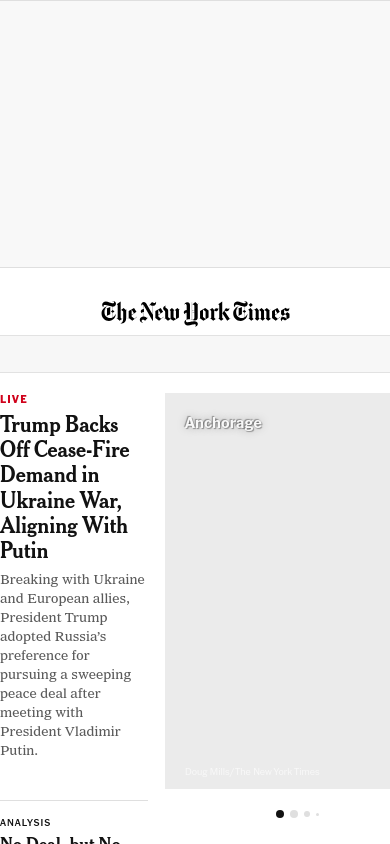 The New York Times
LIVE
Trump Backs
Off Cease-Fire
Demand in
Ukraine War,
Aligning With
Putin
Breaking with Ukraine
and European allies,
President Trump
adopted Russia's
preference for
pursuing a sweeping
peace deal after
meeting with
President Vladimir
Putin.
Anchorage
Doug Mills/The New York Times
ANALYSIS
No Deal, but No